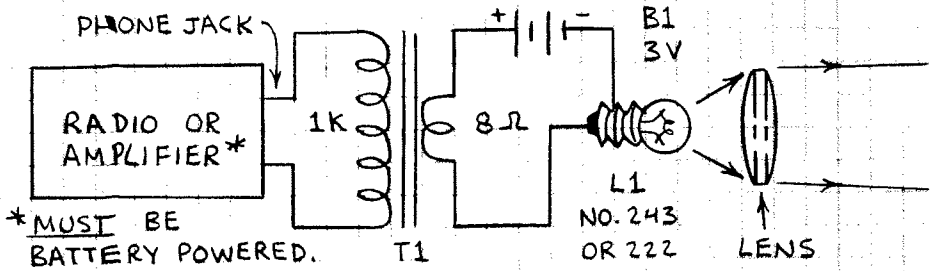 PHONE JACK
RADIO OR
AMPLIFIER*
*MUST BE
BATTERY POWERED.
1K
T1
8Ω
+ -
B1
3V
L1
NO. 243
OR 222
LENS